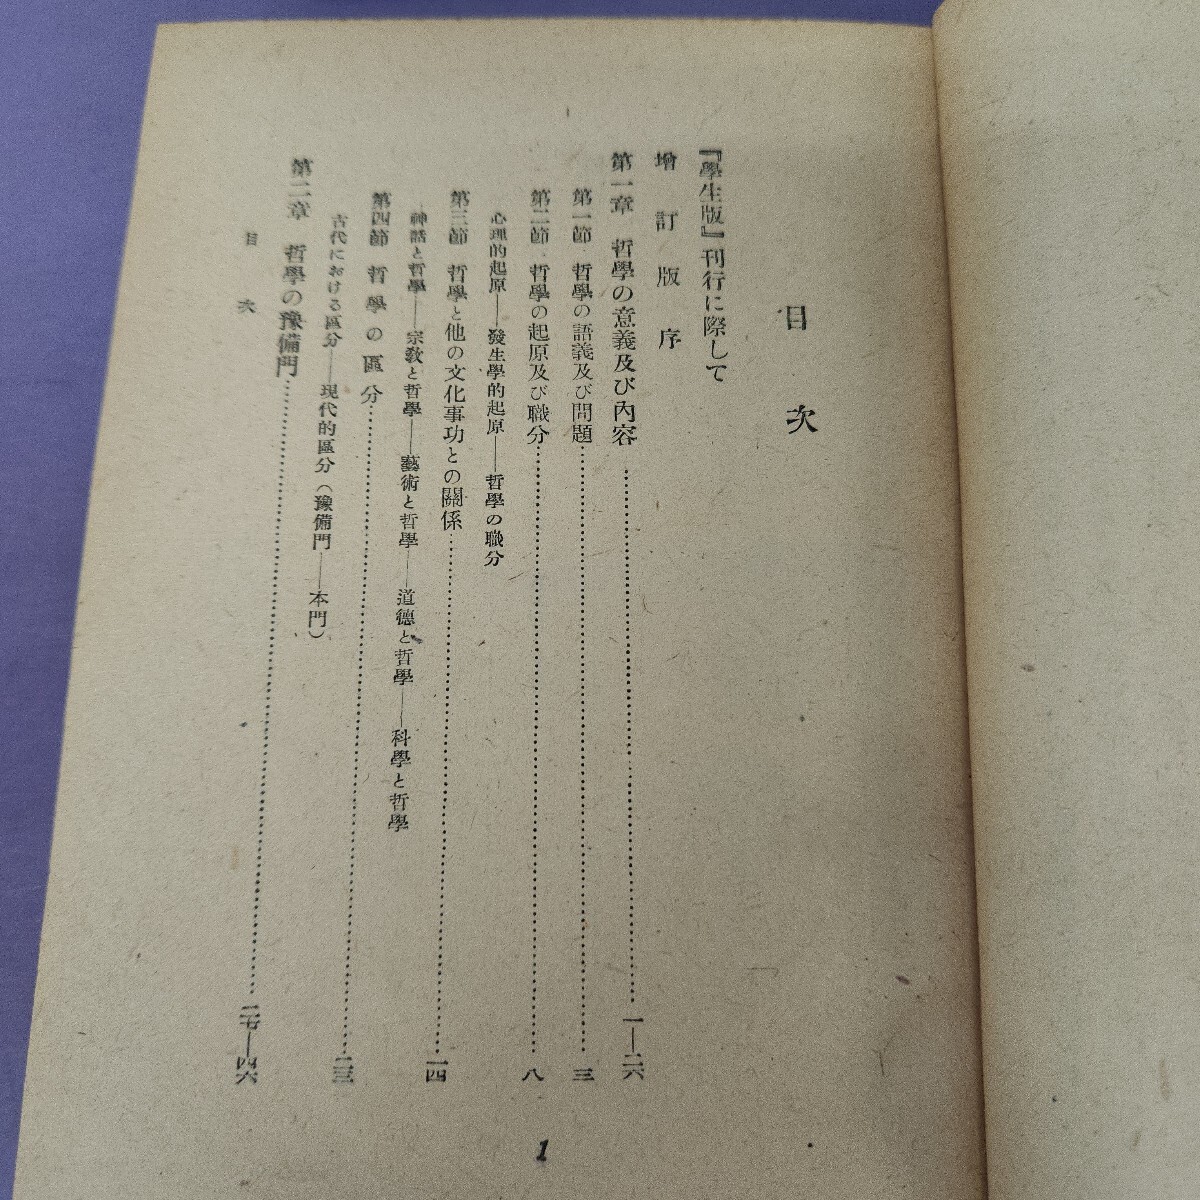 目次
『學生版』刊行に際して
增訂版序
第一章 哲學の意義及び內容……………一—二六
第一節 哲學の語義及び問題……………三
第二節 哲學の起原及び職分……………八
心理的起原——發生學的起原——哲學の職分
第三節 哲學と他の文化事功との關係……………一四
神話と哲學——宗敎と哲學——藝術と哲學——道德と哲學——科學と哲學
第四節 哲學の區分……………二三
古代における區分——現代的區分（豫備門——本門）
第二章 哲學の豫備門……………二七—四六
目次
1